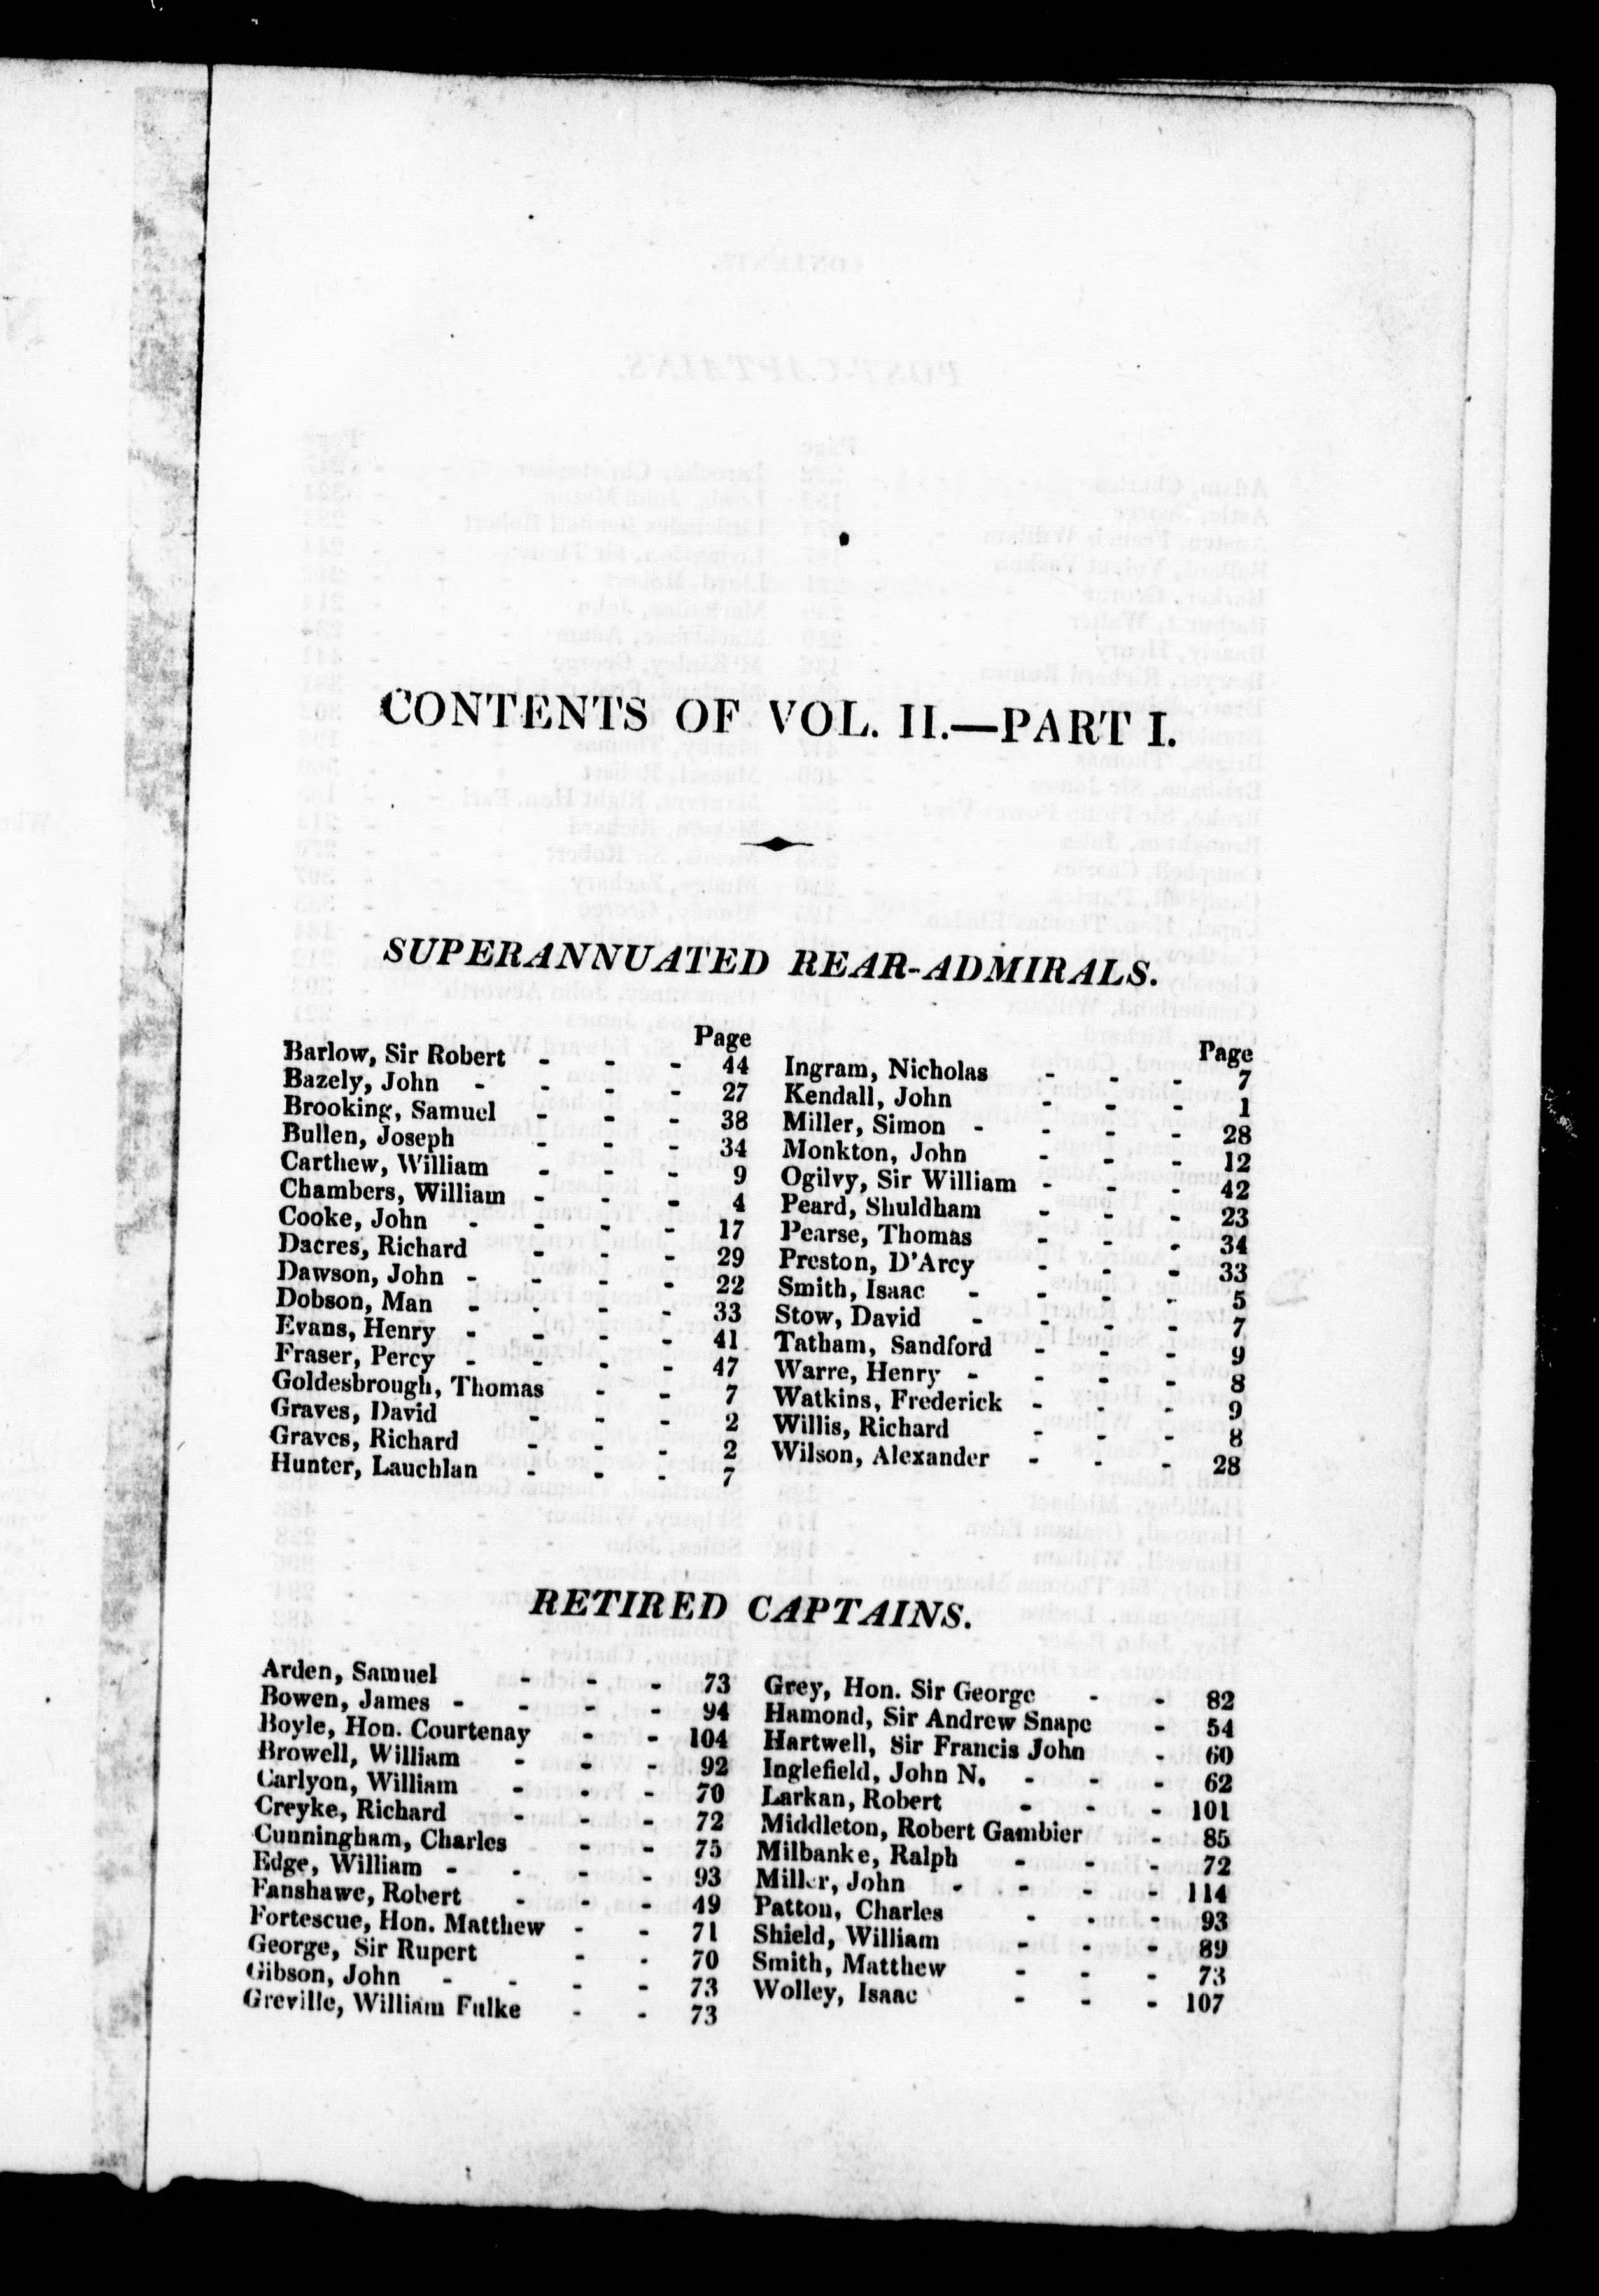 CONTENTS OF VOL. II.—PART I.
SUPERANNUATED REAR-ADMIRALS.
Page
Barlow, Sir Robert - - - 44
Bazely, John - - - - 27
Brooking, Samuel - - - 38
Bullen, Joseph - - - 34
Carthew, William - - - 9
Chambers, William - - - 4
Cooke, John - - - - 17
Dacres, Richard - - - 29
Dawson, John - - - - 22
Dobson, Man - - - - 33
Evans, Henry - - - - 41
Fraser, Percy - - - - 47
Goldesbrough, Thomas - - 7
Graves, David - - - 2
Graves, Richard - - - 2
Hunter, Lauchlan - - - 7
Page
Ingram, Nicholas - - - 7
Kendall, John - - - 1
Miller, Simon - - - - 28
Monkton, John - - - 12
Ogilvy, Sir William - - - 42
Peard, Shuldham - - - 23
Pearse, Thomas - - - 34
Preston, D'Arcy - - - 33
Smith, Isaac - - - - 5
Stow, David - - - - 7
Tatham, Sandford - - - 9
Warre, Henry - - - - 8
Watkins, Frederick - - - 9
Willis, Richard - - - 8
Wilson, Alexander - - - 28
RETIRED CAPTAINS.
Arden, Samuel - - - 73
Bowen, James - - - - 94
Boyle, Hon. Courtenay - - 104
Browell, William - - - 92
Carlyon, William - - - 70
Creyke, Richard - - - 72
Cunningham, Charles - - 75
Edge, William - - - - 93
Fanshawe, Robert - - - 49
Fortescue, Hon. Matthew - - 71
George, Sir Rupert - - 70
Gibson, John - - - - 73
Greville, William Fulke - - 73
Grey, Hon. Sir George - - 82
Hamond, Sir Andrew Snape - 54
Hartwell, Sir Francis John - 60
Inglefield, John N. - - - 62
Larkan, Robert - - - 101
Middleton, Robert Gambier - 85
Milbanke, Ralph - - - 72
Miller, John - - - - 114
Patton, Charles - - - 93
Shield, William - - - 89
Smith, Matthew - - - 73
Wolley, Isaac - - - 107